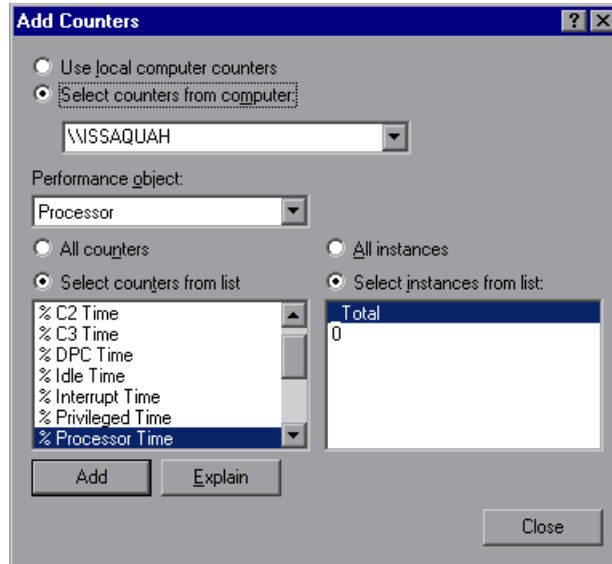 Add Counters
Use local computer counters
Select counters from computer:
\\ISSAQUAH
Performance object:
Processor
All counters
All instances
Select counters from list
Select instances from list:
% C2 Time
% C3 Time
% DPC Time
% Idle Time
% Interrupt Time
% Privileged Time
% Processor Time
_Total
0
Add
Explain
Close